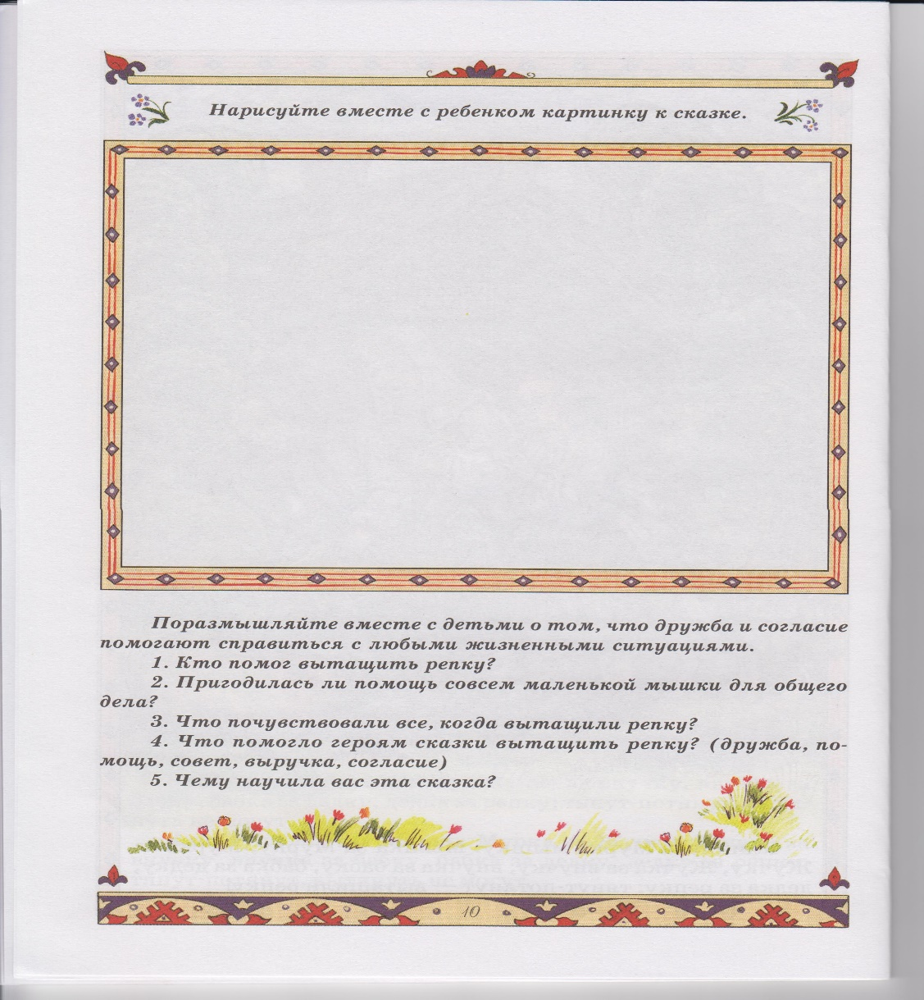 Нарисуйте вместе с ребенком картинку к сказке.
Поразмышляйте вместе с детьми о том, что дружба и согласие
помогают справиться с любыми жизненными ситуациями.
1. Кто помог вытащить репку?
2. Пригодилась ли помощь совсем маленькой мышки для общего
дела?
3. Что почувствовали все, когда вытащили репку?
4. Что помогло героям сказки вытащить репку? (дружба, по-
мощь, совет, выручка, согласие)
5. Чему научила вас эта сказка?
10